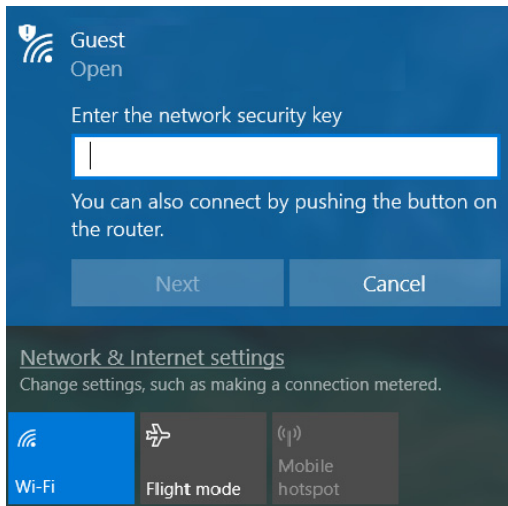 Guest
Open
Enter the network security key
You can also connect by pushing the button on
the router.
Next
Cancel
Network & Internet settings
Change settings, such as making a connection metered.
Wi-Fi
Flight mode
Mobile
hotspot